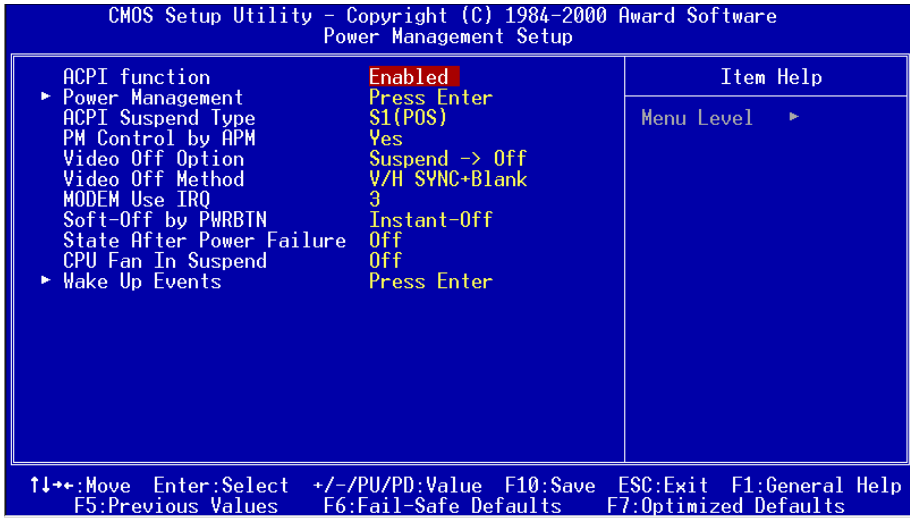 CMOS Setup Utility – Copyright (C) 1984–2000 Award Software
Power Management Setup
ACPI function Enabled
► Power Management Press Enter
ACPI Suspend Type S1(POS)
PM Control by APM Yes
Video Off Option Suspend -> Off
Video Off Method V/H SYNC+Blank
MODEM Use IRQ 3
Soft-Off by PWRBTN Instant-Off
State After Power Failure Off
CPU Fan In Suspend Off
► Wake Up Events Press Enter
Item Help
Menu Level ►
↑↓→←:Move Enter:Select +/-/PU/PD:Value F10:Save ESC:Exit F1:General Help
F5:Previous Values F6:Fail-Safe Defaults F7:Optimized Defaults